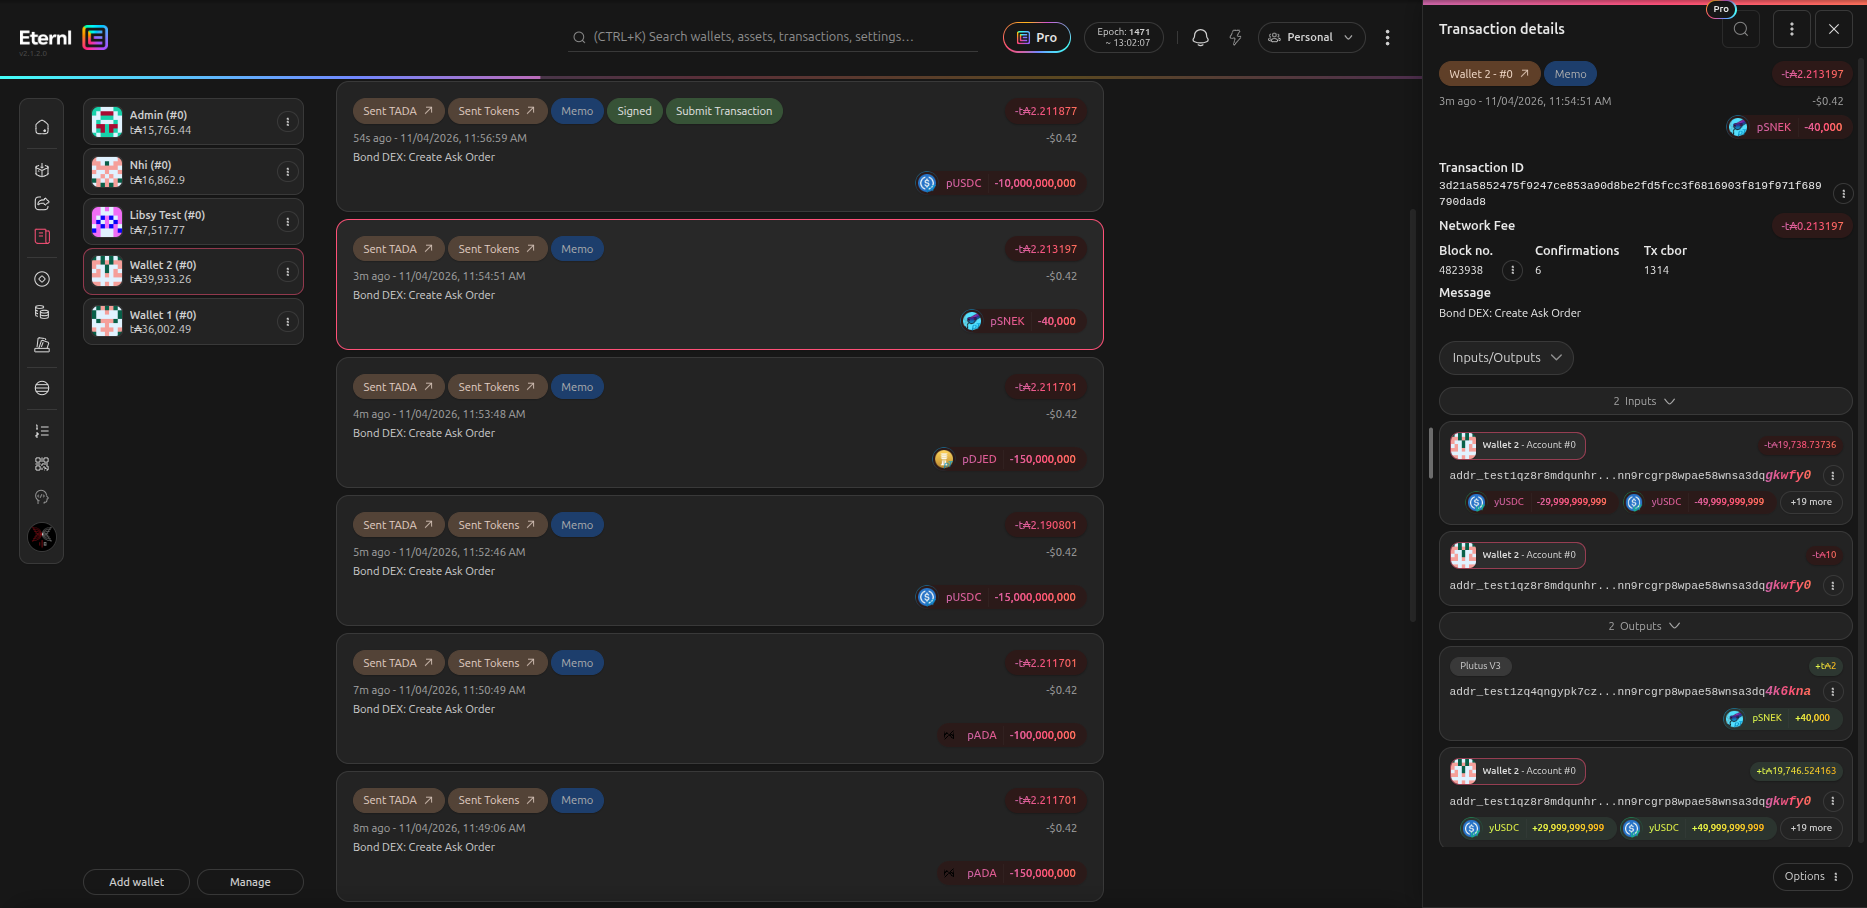 Eternl
v2.1.2.0
(CTRL+K) Search wallets, assets, transactions, settings...
Pro
Epoch: 1471
~ 13:02:07
Personal
Admin (#0)
t₳15,765.44
Nhi (#0)
t₳16,862.9
Libsy Test (#0)
t₳7,517.77
Wallet 2 (#0)
t₳39,933.26
Wallet 1 (#0)
t₳36,002.49
Add wallet
Manage
Sent TADA Sent Tokens Memo Signed Submit Transaction -t₳2.211877
54s ago - 11/04/2026, 11:56:59 AM -$0.42
Bond DEX: Create Ask Order
pUSDC -10,000,000,000
Sent TADA Sent Tokens Memo -t₳2.213197
3m ago - 11/04/2026, 11:54:51 AM -$0.42
Bond DEX: Create Ask Order
pSNEK -40,000
Sent TADA Sent Tokens Memo -t₳2.211701
4m ago - 11/04/2026, 11:53:48 AM -$0.42
Bond DEX: Create Ask Order
pDJED -150,000,000
Sent TADA Sent Tokens Memo -t₳2.190801
5m ago - 11/04/2026, 11:52:46 AM -$0.42
Bond DEX: Create Ask Order
pUSDC -15,000,000,000
Sent TADA Sent Tokens Memo -t₳2.211701
7m ago - 11/04/2026, 11:50:49 AM -$0.42
Bond DEX: Create Ask Order
pADA -100,000,000
Sent TADA Sent Tokens Memo -t₳2.211701
8m ago - 11/04/2026, 11:49:06 AM -$0.42
Bond DEX: Create Ask Order
pADA -150,000,000
Pro
Transaction details
Wallet 2 - #0 Memo -t₳2.213197
3m ago - 11/04/2026, 11:54:51 AM -$0.42
pSNEK -40,000
Transaction ID
3d21a5852475f9247ce853a90d8be2fd5fcc3f6816903f819f971f689
790dad8
Network Fee -t₳0.213197
Block no. Confirmations Tx cbor
4823938 6 1314
Message
Bond DEX: Create Ask Order
Inputs/Outputs
2 Inputs
Wallet 2 - Account #0 -t₳19,738.73736
addr_test1qz8r8mdqunhr...nn9rcgrp8wpae58wnsa3dqgkwfy0
yUSDC -29,999,999,999 yUSDC -49,999,999,999 +19 more
Wallet 2 - Account #0 -t₳10
addr_test1qz8r8mdqunhr...nn9rcgrp8wpae58wnsa3dqgkwfy0
2 Outputs
Plutus V3 +t₳2
addr_test1zq4qngypk7cz...nn9rcgrp8wpae58wnsa3dq4k6kna
pSNEK +40,000
Wallet 2 - Account #0 +t₳19,746.524163
addr_test1qz8r8mdqunhr...nn9rcgrp8wpae58wnsa3dqgkwfy0
yUSDC +29,999,999,999 yUSDC +49,999,999,999 +19 more
Options